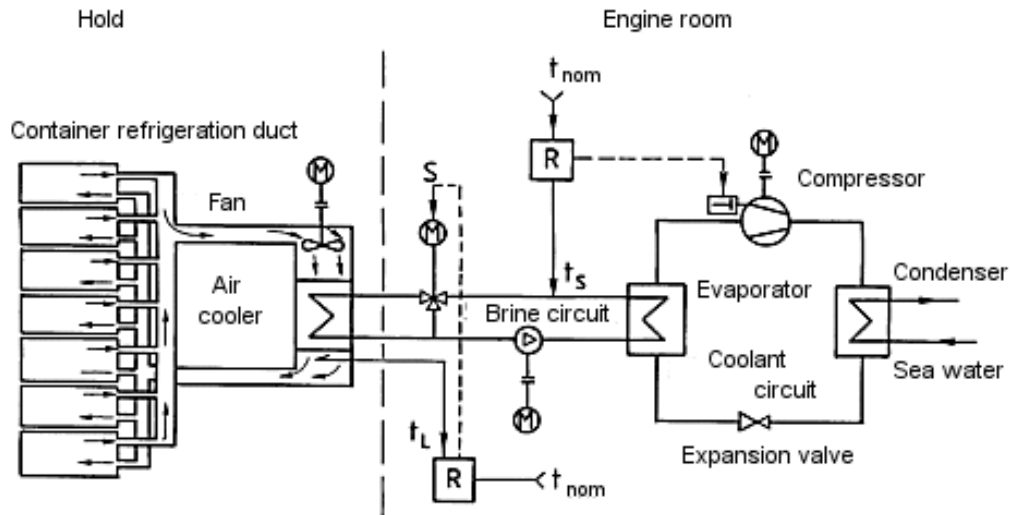 Hold
Engine room
t nom
Container refrigeration duct
M
M
R
S
Compressor
Fan
M
t S
Condenser
Air
cooler
Evaporator
Brine circuit
Coolant
circuit
Sea water
M
t L
Expansion valve
R
t nom